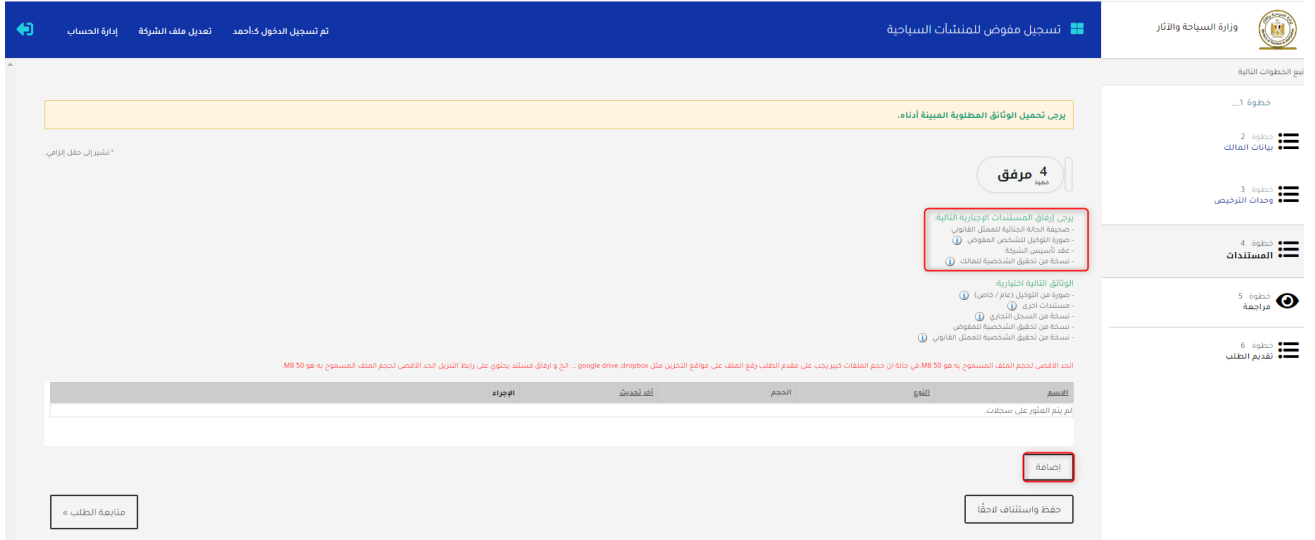 وزارة السياحة والآثار
تسجيل مفوض للمنشآت السياحية
تم تسجيل الدخول كـ:أحمد
تعديل ملف الشركة
إدارة الحساب
تبع الخطوات التالية
خطوة 1...
خطوة 2
بيانات المالك
خطوة 3
وحدات الترخيص
خطوة 4
المستندات
خطوة 5
مراجعة
خطوة 6
تقديم الطلب
يرجى تحميل الوثائق المطلوبة المبينة أدناه.
* تشير إلى حقل إلزامي.
4 مرفق
خطوة
يرجى إرفاق المستندات الإجبارية التالية:
- صحيفة الحالة الجنائية للممثل القانوني
- صورة التوكيل للشخص المفوض
- عقد تأسيس الشركة
- نسخة من تحقيق الشخصية للمالك
الوثائق التالية اختيارية:
- صورة من التوكيل (عام / خاص)
- مستندات اخرى
- نسخة من السجل التجاري
- نسخة من تحقيق الشخصية للمفوض
- نسخة من تحقيق الشخصية للممثل القانوني
الحد الأقصى لحجم الملف المسموح به هو 50 MB.في حالة ان حجم الملفات كبير يجب على مقدم الطلب رفع الملف على مواقع التخزين مثل google drive ,dropbox ... الخ و ارفاق مستند يحتوي على رابط التنزيل الحد الأقصى لحجم الملف المسموح به هو 50 MB.
الاسم النوع الحجم آخر تحديث الإجراء
لم يتم العثور على سجلات.
إضافة
حفظ واستئناف لاحقًا
متابعة الطلب »